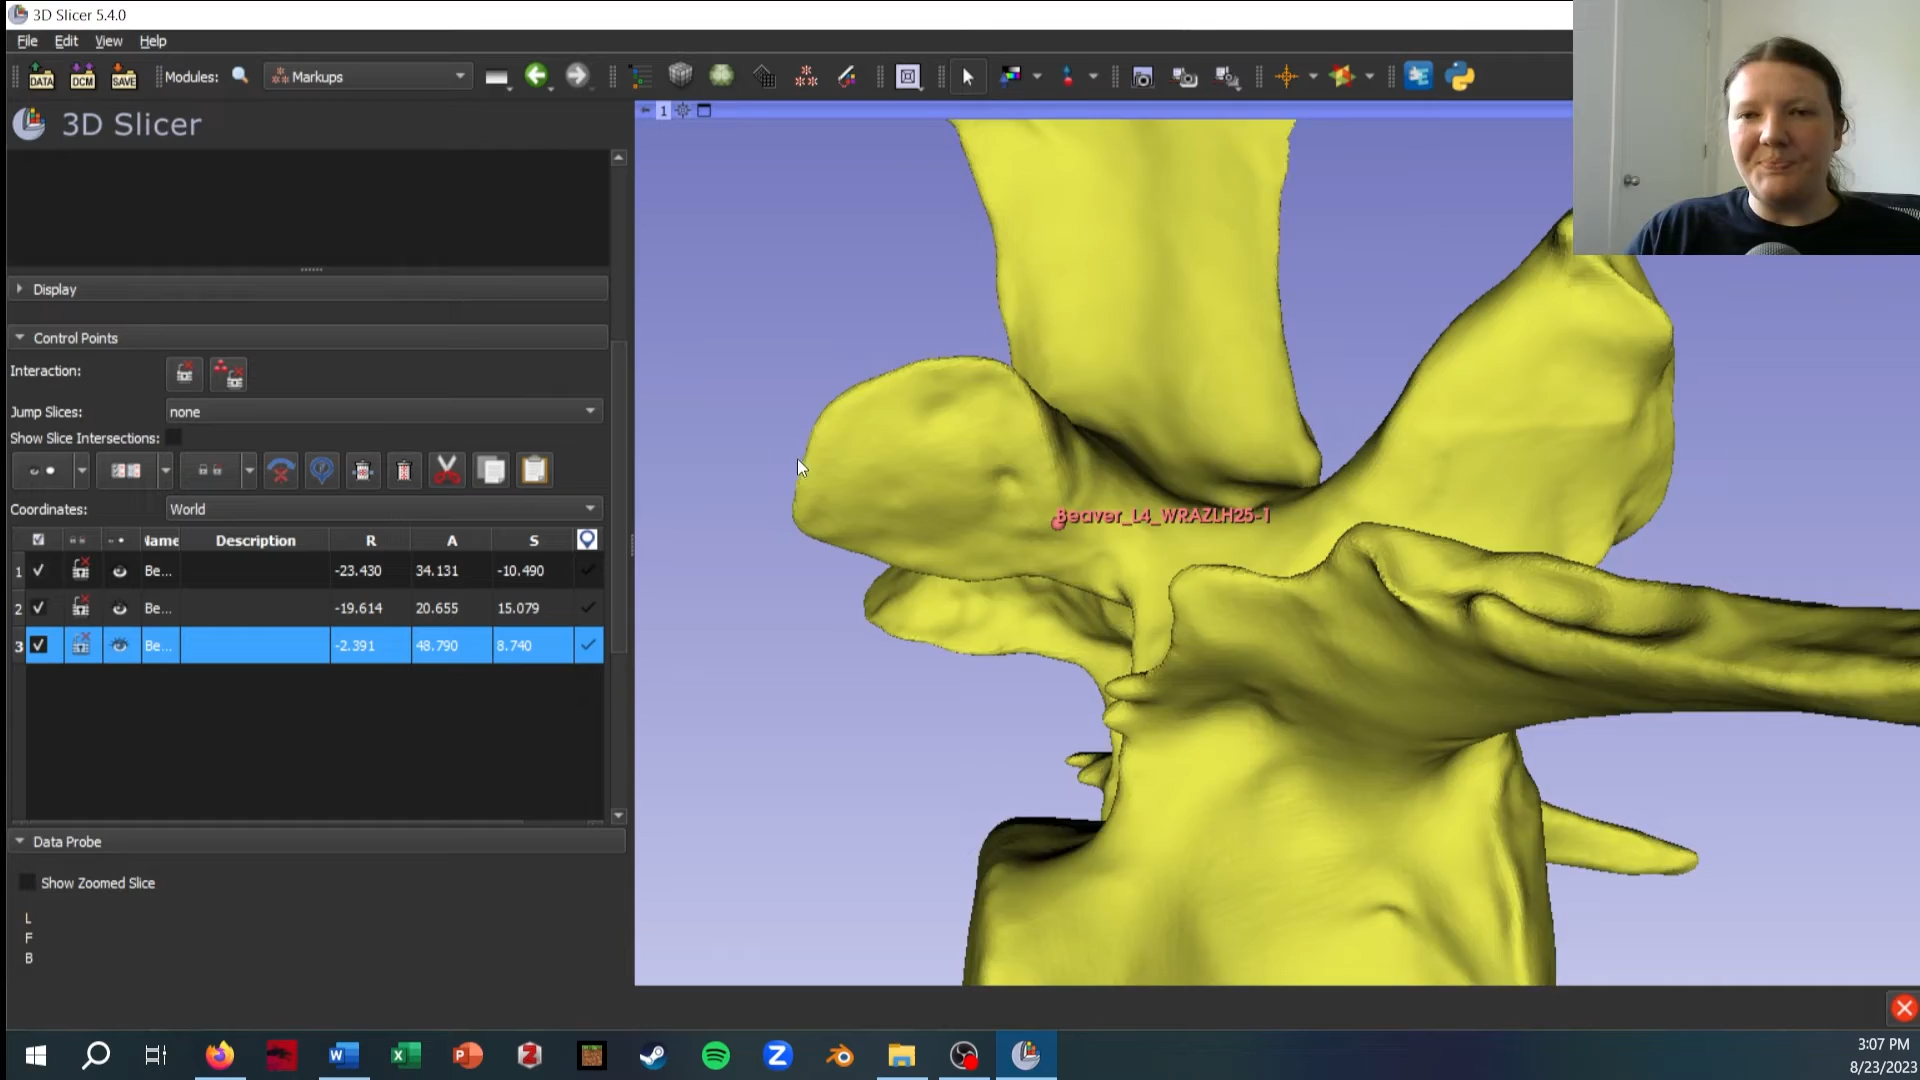 3D Slicer 5.4.0
File Edit View Help
DATA DCM SAVE Modules: Markups
3D Slicer
1
Display
Control Points
Interaction:
Jump Slices: none
Show Slice Intersections:
Coordinates: World
Name Description R A S
1 Be... -23.430 34.131 -10.490
2 Be... -19.614 20.655 15.079
3 Be... -2.391 48.790 8.740
Beaver_L4_WRAZLH25-1
Data Probe
Show Zoomed Slice
L
F
B
3:07 PM
8/23/2023